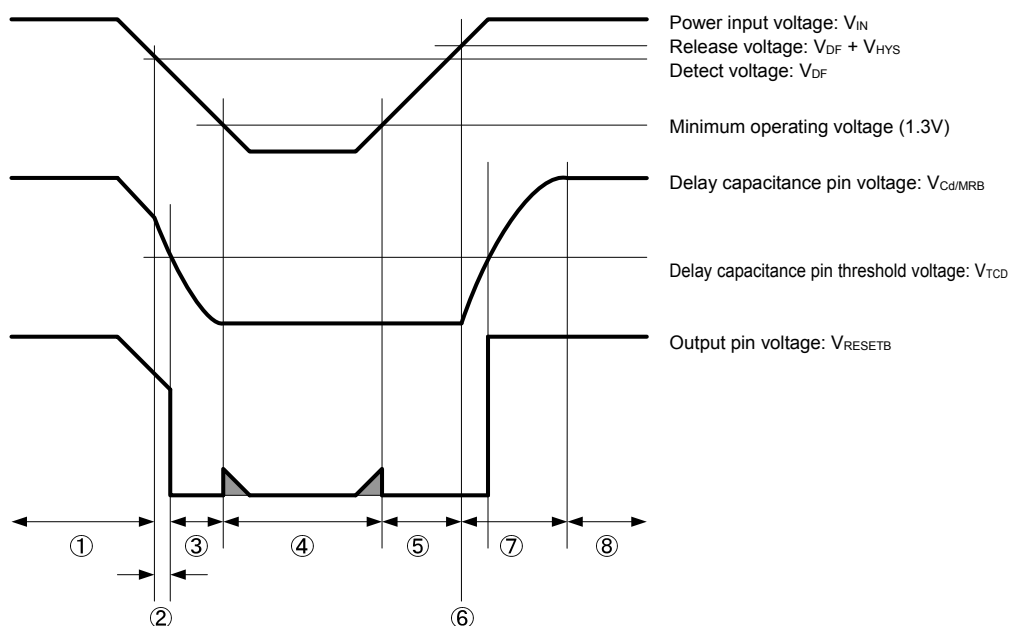 Power input voltage: VIN
Release voltage: VDF + VHYS
Detect voltage: VDF
Minimum operating voltage (1.3V)
Delay capacitance pin voltage: VCd/MRB
Delay capacitance pin threshold voltage: VTCD
Output pin voltage: VRESETB
① ③ ④ ⑤ ⑦ ⑧
② ⑥